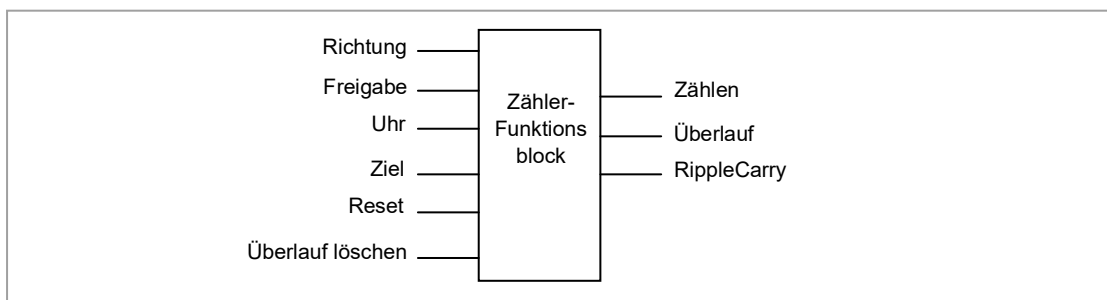 Richtung
Freigabe
Uhr
Ziel
Reset
Überlauf löschen
Zähler-
Funktions
block
Zählen
Überlauf
RippleCarry